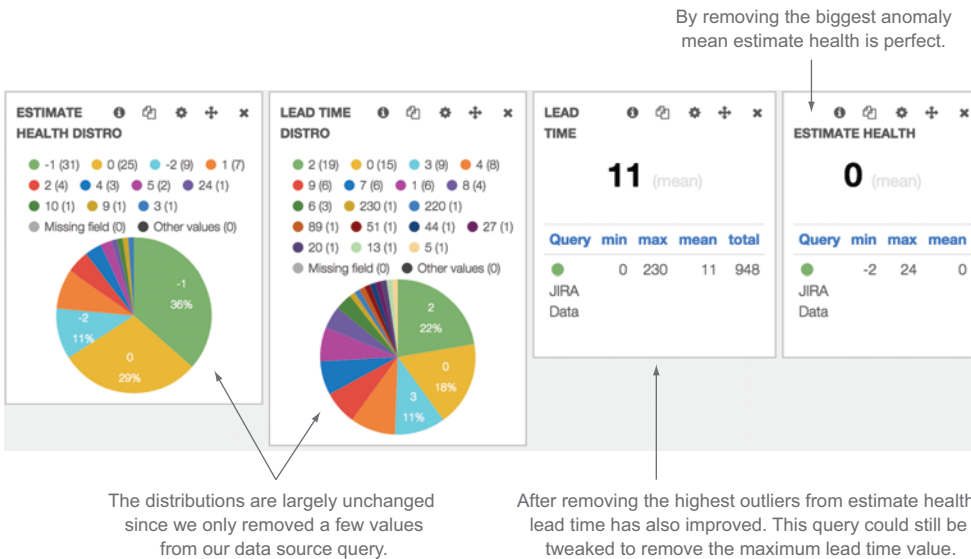 By removing the biggest anomaly
mean estimate health is perfect.
ESTIMATE
HEALTH DISTRO
-1 (31) 0 (25) -2 (9) 1 (7)
2 (4) 4 (3) 5 (2) 24 (1)
10 (1) 9 (1) 3 (1)
Missing field (0) Other values (0)
-1
36%
-2
11%
0
29%
LEAD TIME
DISTRO
2 (19) 0 (15) 3 (9) 4 (8)
9 (6) 7 (6) 1 (6) 8 (4)
6 (3) 230 (1) 220 (1)
89 (1) 51 (1) 44 (1) 27 (1)
20 (1) 13 (1) 5 (1)
Missing field (0) Other values (0)
2
22%
0
18%
3
11%
LEAD
TIME
11 (mean)
Query min max mean total
0 230 11 948
JIRA
Data
ESTIMATE HEALTH
0 (mean)
Query min max mean
-2 24 0
JIRA
Data
The distributions are largely unchanged
since we only removed a few values
from our data source query.
After removing the highest outliers from estimate health
lead time has also improved. This query could still be
tweaked to remove the maximum lead time value.